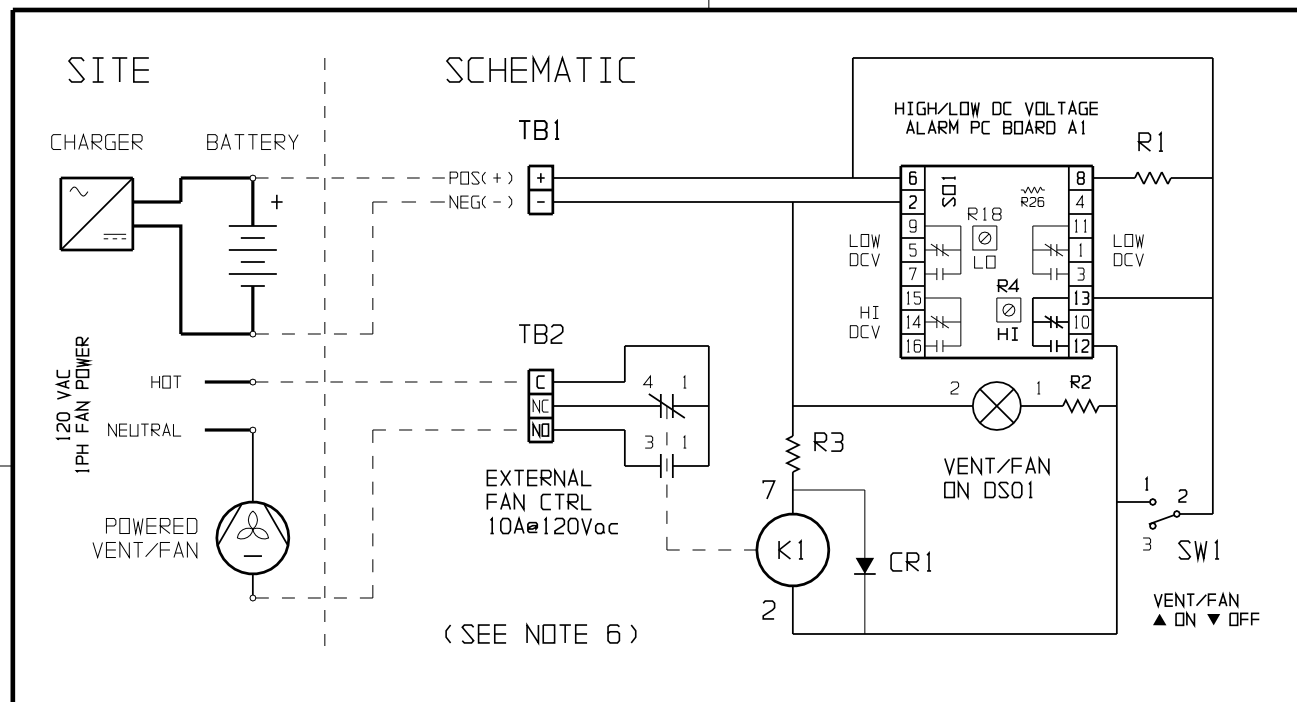 SITE
SCHEMATIC
CHARGER
BATTERY
+
TB1
POS(+)
NEG(-)
+
-
HIGH/LOW DC VOLTAGE
ALARM PC BOARD A1
R1
6
2
9
5
7
15
14
16
SO1
R26
R18
LO
R4
HI
8
4
11
1
3
13
10
12
LOW
DCV
HI
DCV
LOW
DCV
120 VAC
1PH FAN POWER
HOT
NEUTRAL
POWERED
VENT/FAN
TB2
C
NC
NO
4 1
3 1
EXTERNAL
FAN CTRL
10A@120Vac
2 1
R2
VENT/FAN
ON DS01
R3
7
K1
2
CR1
1
2
3
SW1
VENT/FAN
▲ ON ▼ OFF
(SEE NOTE 6)